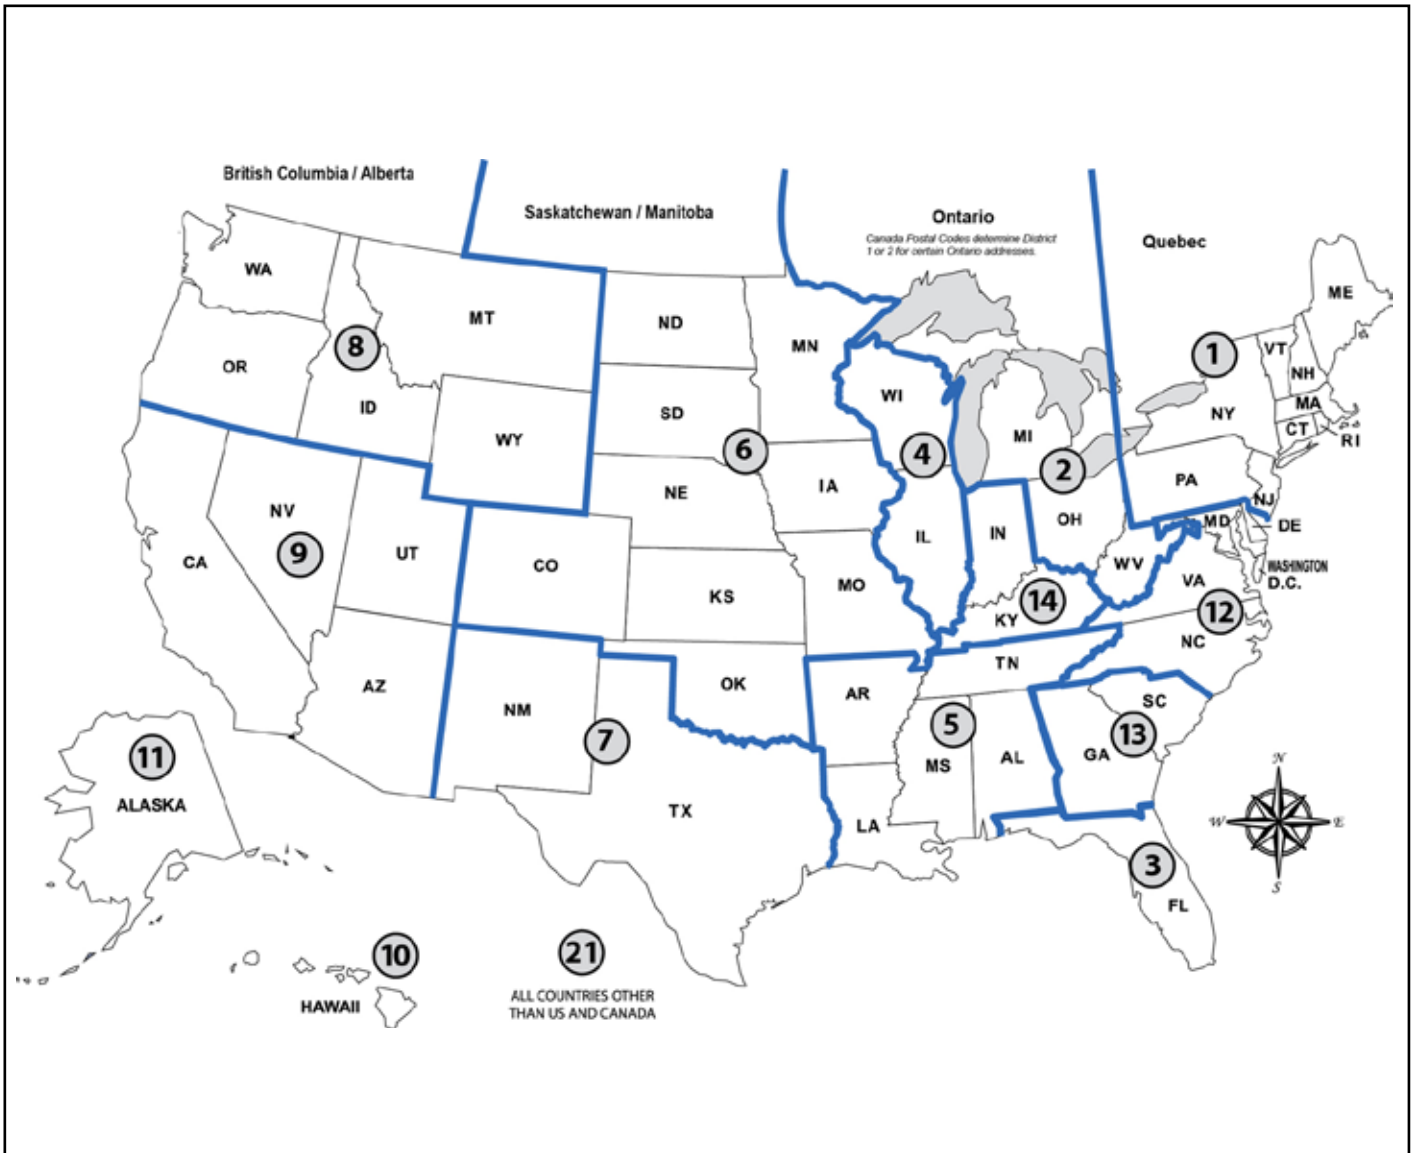 British Columbia / Alberta
Saskatchewan / Manitoba
Ontario
Canada Postal Codes determine District
1 or 2 for certain Ontario addresses.
Quebec
WA
MT
ND
MN
ME
OR
8
ID
WY
SD
WI
MI
1
VT
NH
NY
MA
CT
RI
6
4
2
NE
IA
PA
NJ
NV
9
UT
CA
CO
KS
MO
IL
IN
OH
MD
DE
WV
WASHINGTON
D.C.
VA
14
KY
12
NC
AZ
NM
OK
AR
TN
SC
7
5
13
MS
AL
GA
TX
LA
11
ALASKA
N
W
E
S
3
FL
10
HAWAII
21
ALL COUNTRIES OTHER
THAN US AND CANADA